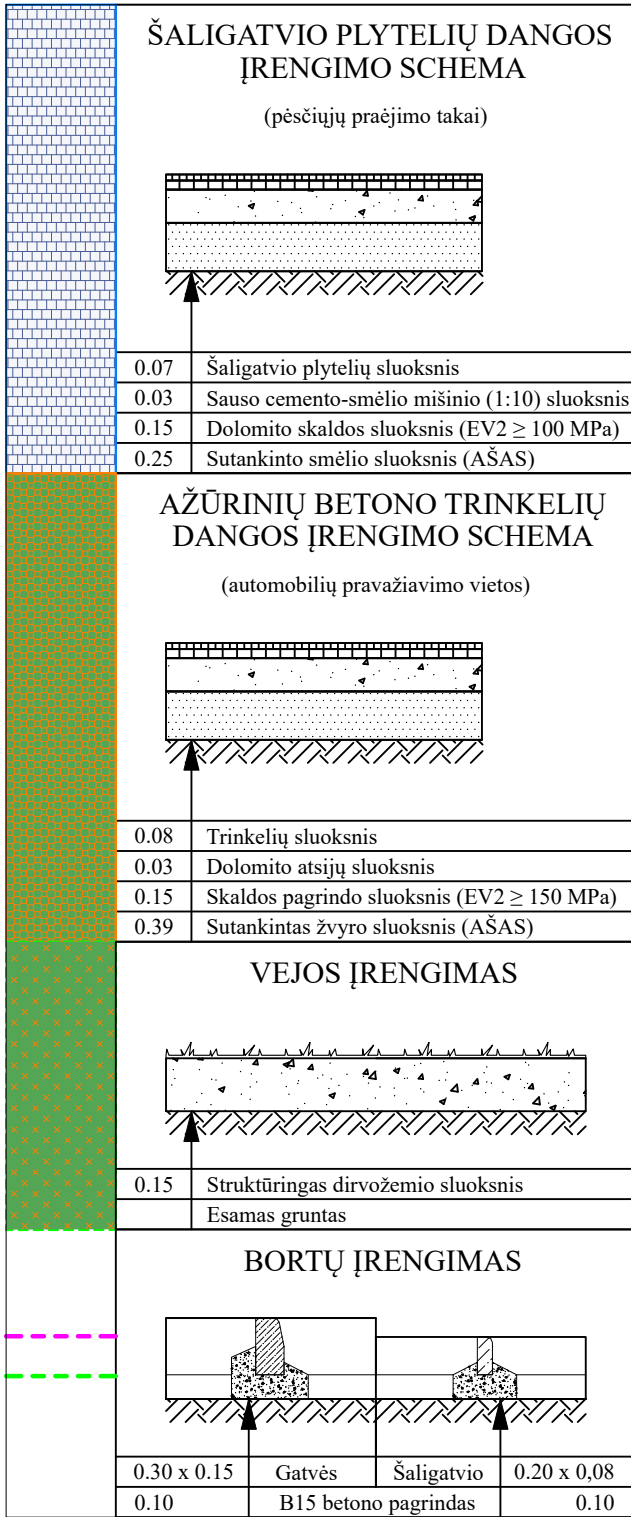 ŠALIGATVIO PLYTELIŲ DANGOS
ĮRENGIMO SCHEMA
(pėsčiųjų praėjimo takai)
0.07 Šaligatvio plytelių sluoksnis
0.03 Sauso cemento-smėlio mišinio (1:10) sluoksnis
0.15 Dolomito skaldos sluoksnis (EV2 ≥ 100 MPa)
0.25 Sutankinto smėlio sluoksnis (AŠAS)
AŽŪRINIŲ BETONO TRINKELIŲ
DANGOS ĮRENGIMO SCHEMA
(automobilių pravažiavimo vietos)
0.08 Trinkelių sluoksnis
0.03 Dolomito atsijų sluoksnis
0.15 Skaldos pagrindo sluoksnis (EV2 ≥ 150 MPa)
0.39 Sutankintas žvyro sluoksnis (AŠAS)
VEJOS ĮRENGIMAS
0.15 Struktūringas dirvožemio sluoksnis
Esamas gruntas
BORTŲ ĮRENGIMAS
0.30 x 0.15 Gatvės Šaligatvio 0.20 x 0,08
0.10 B15 betono pagrindas 0.10